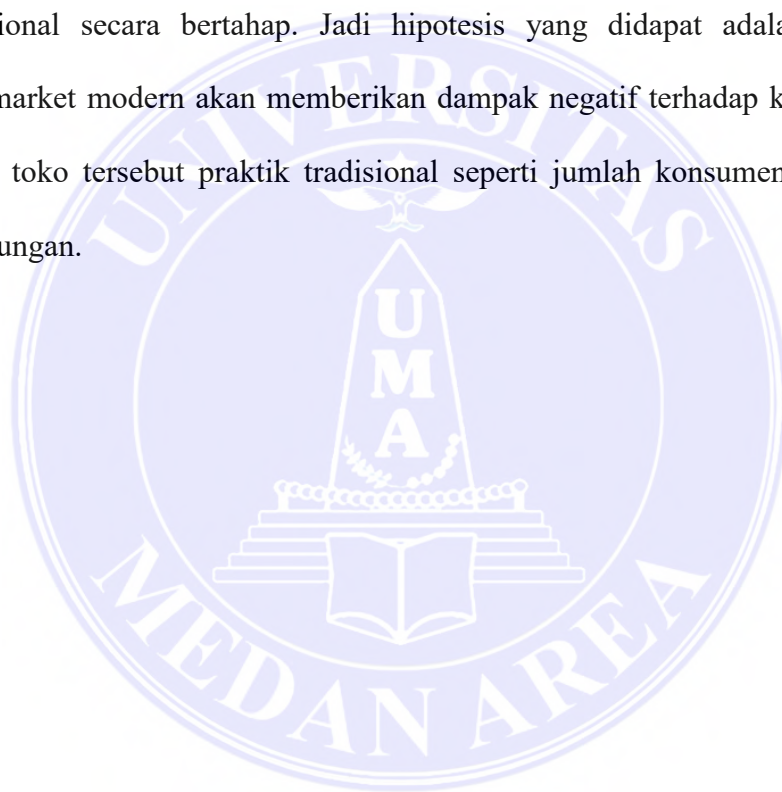 ional secara bertahap. Jadi hipotesis yang didapat adala
market modern akan memberikan dampak negatif terhadap k
toko tersebut praktik tradisional seperti jumlah konsumen
ungan.
UNIVERSITAS
U
M
A
MEDAN AREA